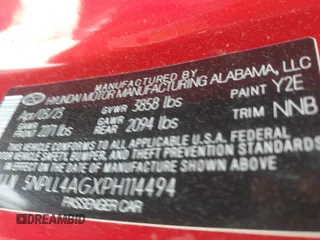 MANUFACTURED BY
HYUNDAI MOTOR MANUFACTURING ALABAMA, LLC
GVWR 3858 lbs PAINT Y2E
GAWR REAR 2094 lbs TRIM NNB
THIS VEHICLE CONFORMS TO ALL APPLICABLE U.S.A. FEDERAL
MOTOR VEHICLE SAFETY, BUMPER, AND THEFT PREVENTION
STANDARDS IN EFFECT ON THE DATE OF MANUFACTURE
5NPLL4AGXPH114494
PASSENGER CAR
DREAMBID